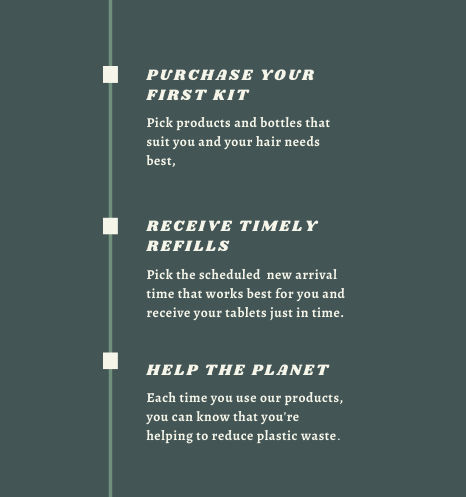 PURCHASE YOUR
FIRST KIT
Pick products and bottles that
suit you and your hair needs
best,
RECEIVE TIMELY
REFILLS
Pick the scheduled  new arrival
time that works best for you and
receive your tablets just in time.
HELP THE PLANET
Each time you use our products,
you can know that you're
helping to reduce plastic waste.